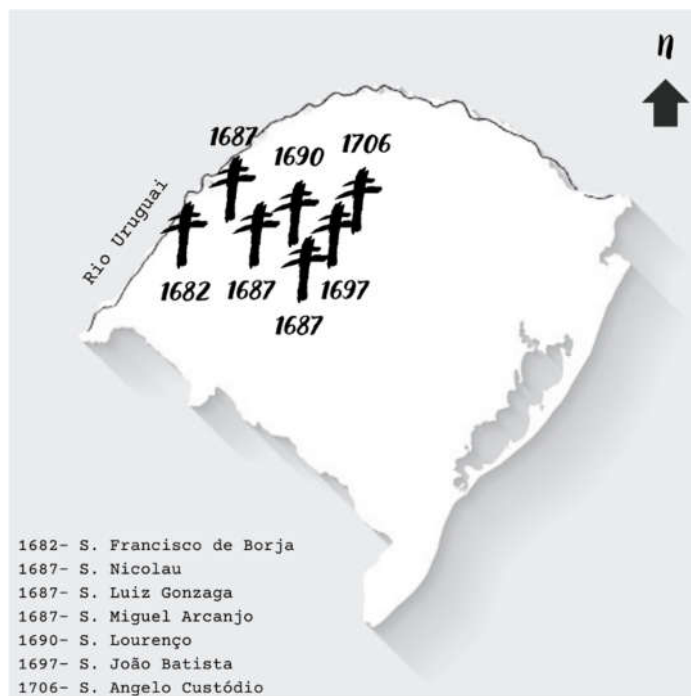 n
1687
1690
1706
Rio Uruguai
1682
1687
1697
1687
1682- S. Francisco de Borja
1687- S. Nicolau
1687- S. Luiz Gonzaga
1687- S. Miguel Arcanjo
1690- S. Lourenço
1697- S. João Batista
1706- S. Angelo Custódio